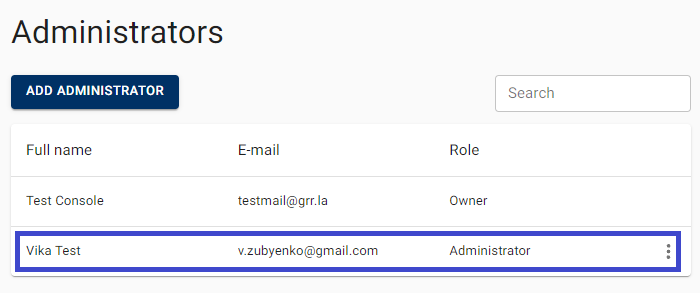 Administrators
ADD ADMINISTRATOR
Search
Full name E-mail Role
Test Console testmail@grr.la Owner
Vika Test v.zubyenko@gmail.com Administrator